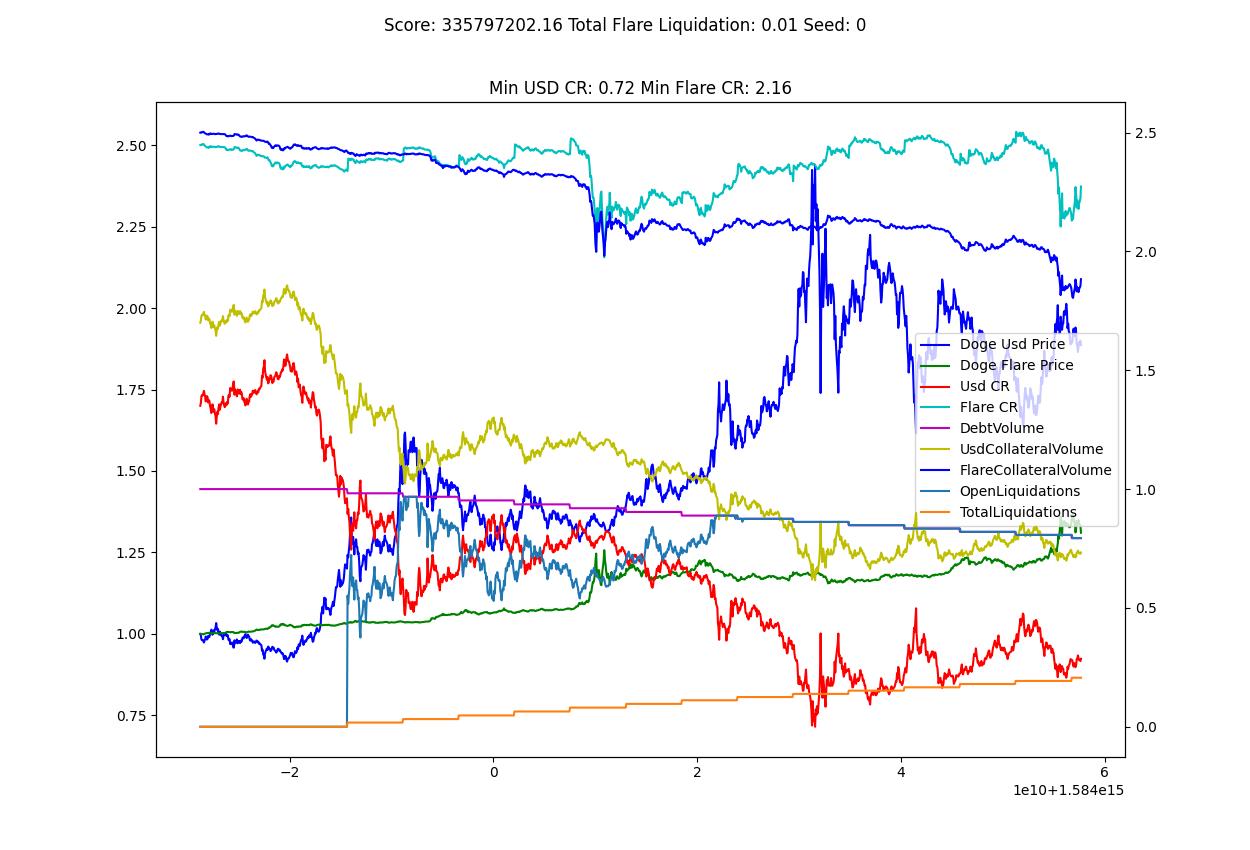 Score: 335797202.16 Total Flare Liquidation: 0.01 Seed: 0
Min USD CR: 0.72 Min Flare CR: 2.16
2.50
2.25
2.00
1.75
1.50
1.25
1.00
0.75
2.5
2.0
1.5
1.0
0.5
0.0
Doge Usd Price
Doge Flare Price
Usd CR
Flare CR
DebtVolume
UsdCollateralVolume
FlareCollateralVolume
OpenLiquidations
TotalLiquidations
−2 0 2 4 6
1e10+1.584e15